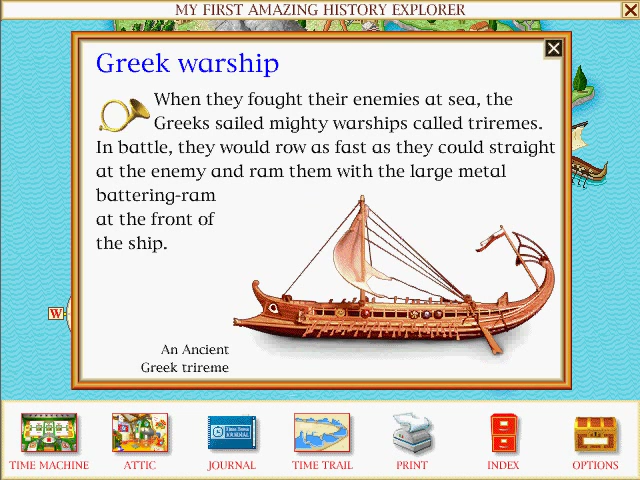 MY FIRST AMAZING HISTORY EXPLORER
Greek warship
When they fought their enemies at sea, the
Greeks sailed mighty warships called triremes.
In battle, they would row as fast as they could straight
at the enemy and ram them with the large metal
battering-ram
at the front of
the ship.
W
An Ancient
Greek trireme
Time Travel
JOURNAL
TIME MACHINE
ATTIC
JOURNAL
TIME TRAIL
PRINT
INDEX
OPTIONS